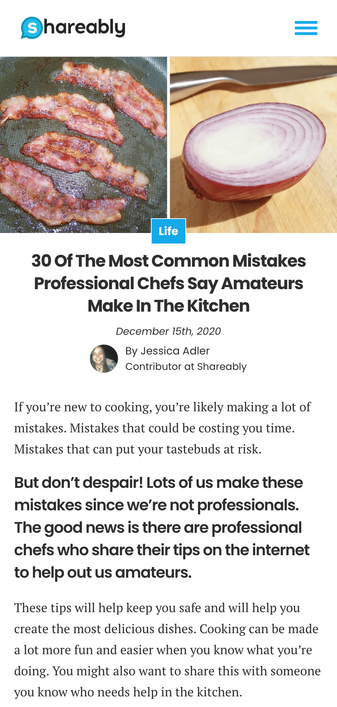 Shareably
Life
30 Of The Most Common Mistakes
Professional Chefs Say Amateurs
Make In The Kitchen
December 15th, 2020
By Jessica Adler
Contributor at Shareably
If you’re new to cooking, you’re likely making a lot of
mistakes. Mistakes that could be costing you time.
Mistakes that can put your tastebuds at risk.
But don’t despair! Lots of us make these
mistakes since we’re not professionals.
The good news is there are professional
chefs who share their tips on the internet
to help out us amateurs.
These tips will help keep you safe and will help you
create the most delicious dishes. Cooking can be made
a lot more fun and easier when you know what you’re
doing. You might also want to share this with someone
you know who needs help in the kitchen.